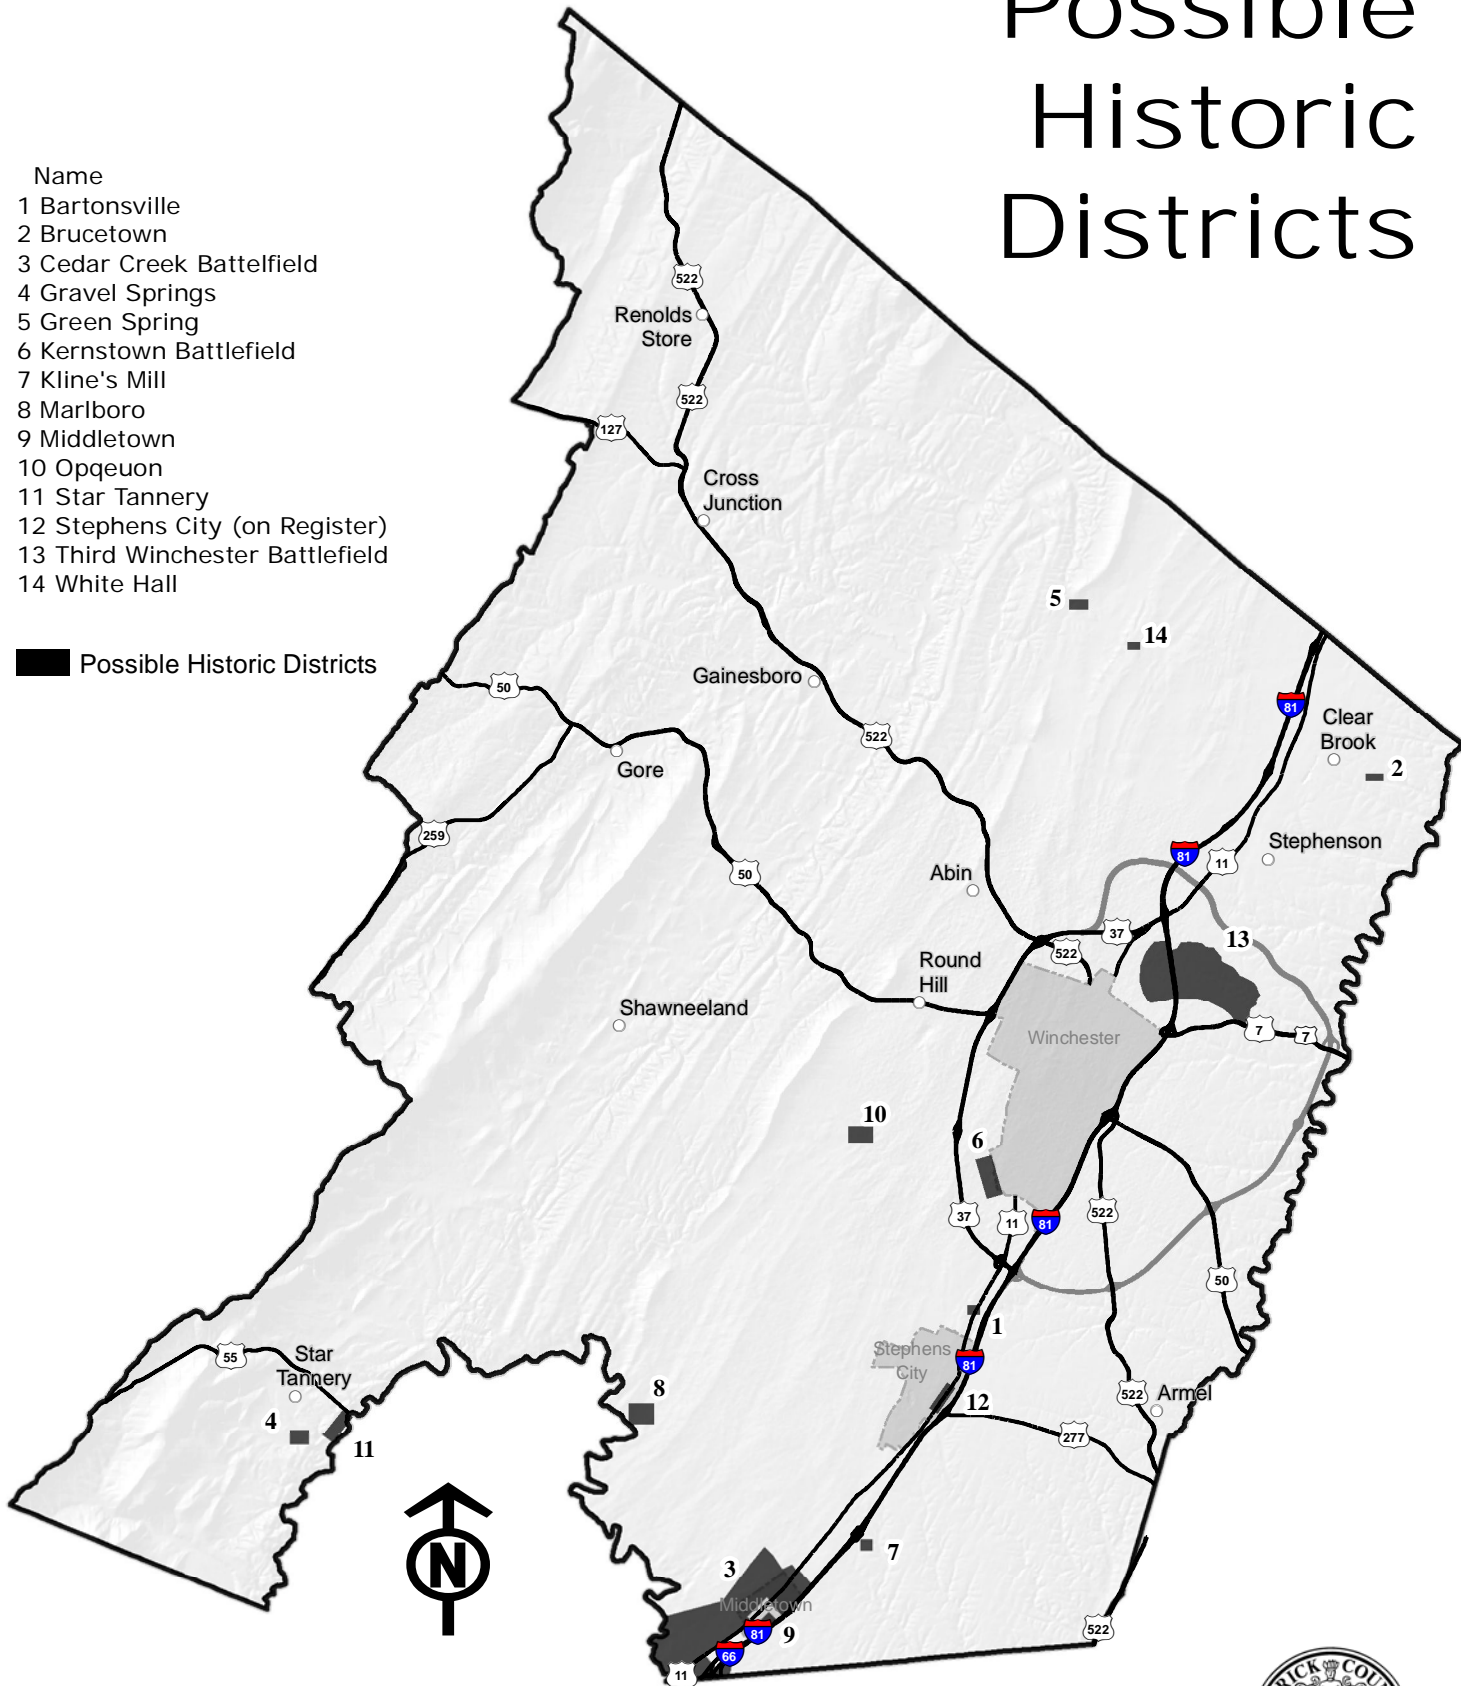 Possible
Historic
Districts
Name
1 Bartonsville
2 Brucetown
3 Cedar Creek Battelfield
4 Gravel Springs
5 Green Spring
6 Kernstown Battlefield
7 Kline's Mill
8 Marlboro
9 Middletown
10 Opqeuon
11 Star Tannery
12 Stephens City (on Register)
13 Third Winchester Battlefield
14 White Hall
Possible Historic Districts
522
Renolds
Store
522
127
Cross
Junction
5
14
Gainesboro
50
81
Clear
Brook
522
2
Gore
259
81
11
Stephenson
50
Abin
37
13
522
Round
Hill
Shawneeland
Winchester
7
7
10
6
37
11
81
522
50
1
Stephens
City
81
55
Star
Tannery
8
12
522
Armel
4
11
277
N
3
7
Middletown
81
9
66
11
522
RICK COU